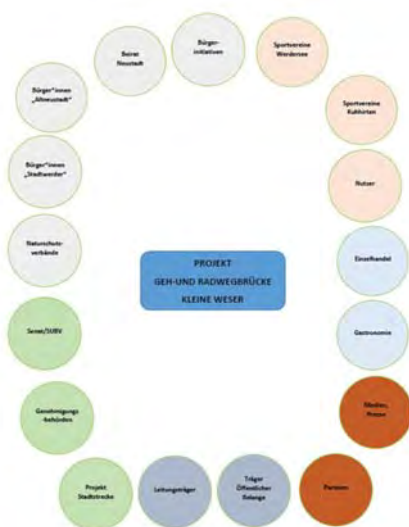 Beirat
Neustadt
Bürger-
initiativen
Sportvereine
Werdersee
Sportvereine
Kuhhirten
Nutzer
Einzelhandel
Gastronomie
Medien,
Presse
Parteien
Träger
Öffentlicher
Belange
Leitungsträger
Projekt
Stadtstrecke
Genehmigungs-
behörden
Senat/SUBV
Naturschutz-
verbände
Bürger*innen
„Stadtwerder"
Bürger*innen
„Alteneustadt"
PROJEKT
GEH-UND RADWEGBRÜCKE
KLEINE WESER